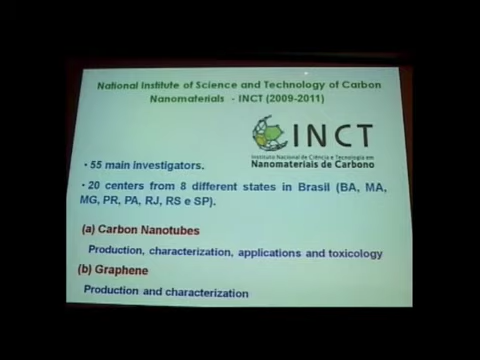 National Institute of Science and Technology of Carbon
Nanomaterials - INCT (2009-2011)
INCT
Instituto Nacional de Ciência e Tecnologia em
Nanomateriais de Carbono
• 55 main investigators.
• 20 centers from 8 different states in Brasil (BA, MA,
MG, PR, PA, RJ, RS e SP).
(a) Carbon Nanotubes
Production, characterization, applications and toxicology
(b) Graphene
Production and characterization